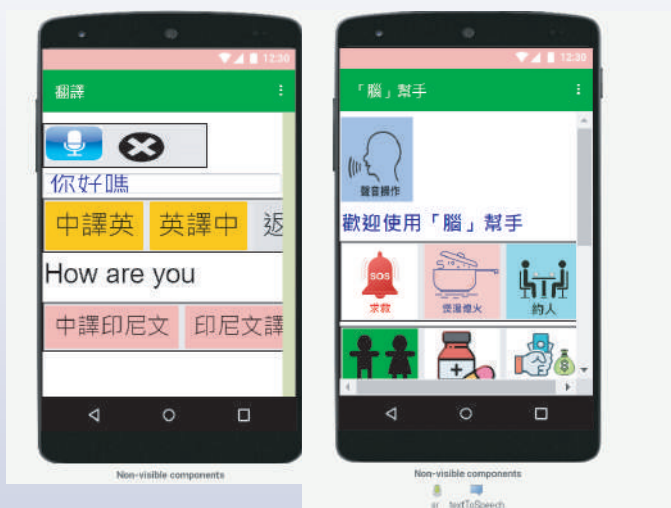 12:30
翻譯
你好嗎
中譯英 英譯中 返
How are you
中譯印尼文 印尼文譯
Non-visible components
12:30
「腦」幫手
聲音操作
歡迎使用「腦」幫手
SOS
求救 煲湯熄火 約人
Non-visible components
textToSpeech